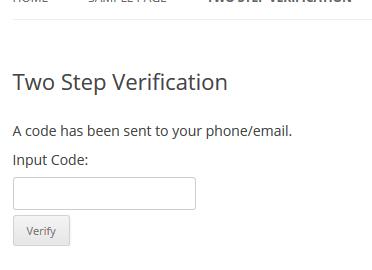 HOME SAMPLE PAGE TWO STEP VERIFICATION
Two Step Verification
A code has been sent to your phone/email.
Input Code:
Verify